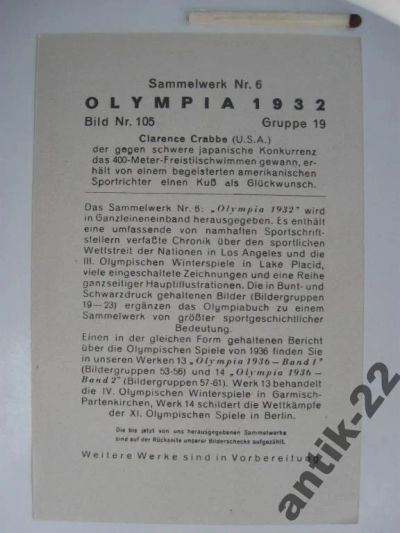 Sammelwerk Nr. 6
OLYMPIA 1932
Bild Nr. 105 Gruppe 19
Clarence Crabbe (U.S.A.)
der gegen schwere japanische Konkurrenz
das 400-Meter-Freistilschwimmen gewann, er-
hält von einem begeisterten amerikanischen
Sportrichter einen Kuß als Glückwunsch.
Das Sammelwerk Nr. 6: „Olympia 1932" wird
in Ganzleineneinband herausgegeben. Es enthält
eine umfassende von namhaften Sportschrift-
stellern verfaßte Chronik über den sportlichen
Wettstreit der Nationen in Los Angeles und die
III. Olympischen Winterspiele in Lake Placid,
viele eingeschaltete Zeichnungen und eine Reihe
ganzseitiger Hauptillustrationen. Die in Bunt- und
Schwarzdruck gehaltenen Bilder (Bildergruppen
19—23) ergänzen das Olympiabuch zu einem
Sammelwerk von größter sportgeschichtlicher
Bedeutung.
Einen in der gleichen Form gehaltenen Bericht
über die Olympischen Spiele von 1936 finden Sie
in unseren Werken 13 „Olympia 1936 - Band 1"
(Bildergruppen 53-56) und 14 „Olympia 1936 -
Band 2" (Bildergruppen 57-61). Werk 13 behandelt
die IV. Olympischen Winterspiele in Garmisch-
Partenkirchen, Werk 14 schildert die Wettkämpfe
der XI. Olympischen Spiele in Berlin.
Die bis jetzt von uns herausgegebenen Sammelwerke
sind auf der Rückseite unserer Bilderschecks aufgezählt.
Weitere Werke sind in Vorbereitung
antik-22